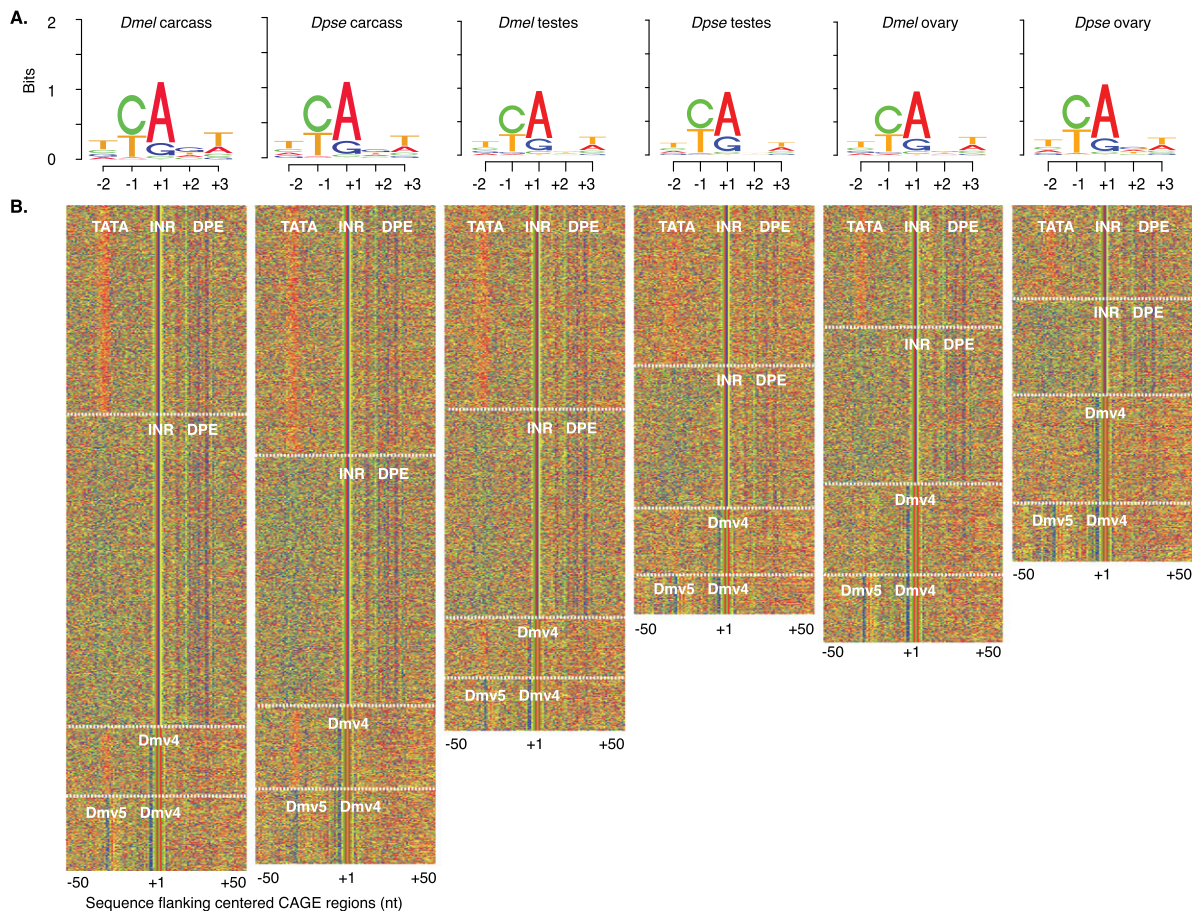 A.
Dmel carcass
Dpse carcass
Dmel testes
Dpse testes
Dmel ovary
Dpse ovary
2
1
0
Bits
T C T A G T A
-2 -1 +1 +2 +3
C T A G T A
-2 -1 +1 +2 +3
C T A G T A
-2 -1 +1 +2 +3
C T A G T A
-2 -1 +1 +2 +3
C T A G T A
-2 -1 +1 +2 +3
C T A G T A
-2 -1 +1 +2 +3
B.
TATA INR DPE
INR DPE
Dmv4
Dmv5 Dmv4
-50 +1 +50
TATA INR DPE
INR DPE
Dmv4
Dmv5 Dmv4
-50 +1 +50
TATA INR DPE
INR DPE
Dmv4
Dmv5 Dmv4
-50 +1 +50
TATA INR DPE
INR DPE
Dmv4
Dmv5 Dmv4
-50 +1 +50
TATA INR DPE
INR DPE
Dmv4
Dmv5 Dmv4
-50 +1 +50
TATA INR DPE
INR DPE
Dmv4
Dmv5 Dmv4
-50 +1 +50
Sequence flanking centered CAGE regions (nt)